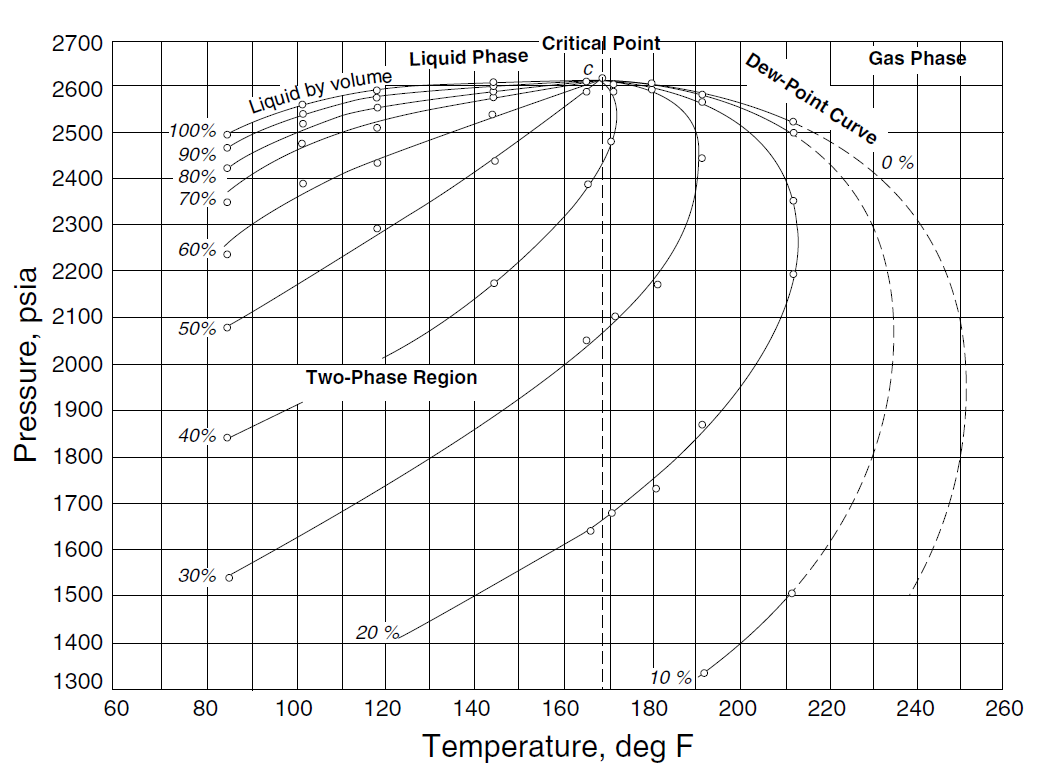 2700
2600
2500
2400
2300
2200
2100
2000
1900
1800
1700
1600
1500
1400
1300
Pressure, psia
Liquid Phase
Critical Point
C
Gas Phase
Liquid by volume
Dew-Point Curve
100%
90%
80%
70%
60%
50%
40%
30%
20 %
10 %
0 %
Two-Phase Region
60 80 100 120 140 160 180 200 220 240 260
Temperature, deg F